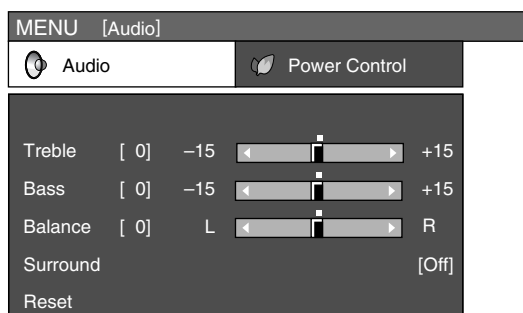 MENU [Audio]
Audio Power Control
Treble [ 0] –15 +15
Bass [ 0] –15 +15
Balance [ 0] L R
Surround [Off]
Reset